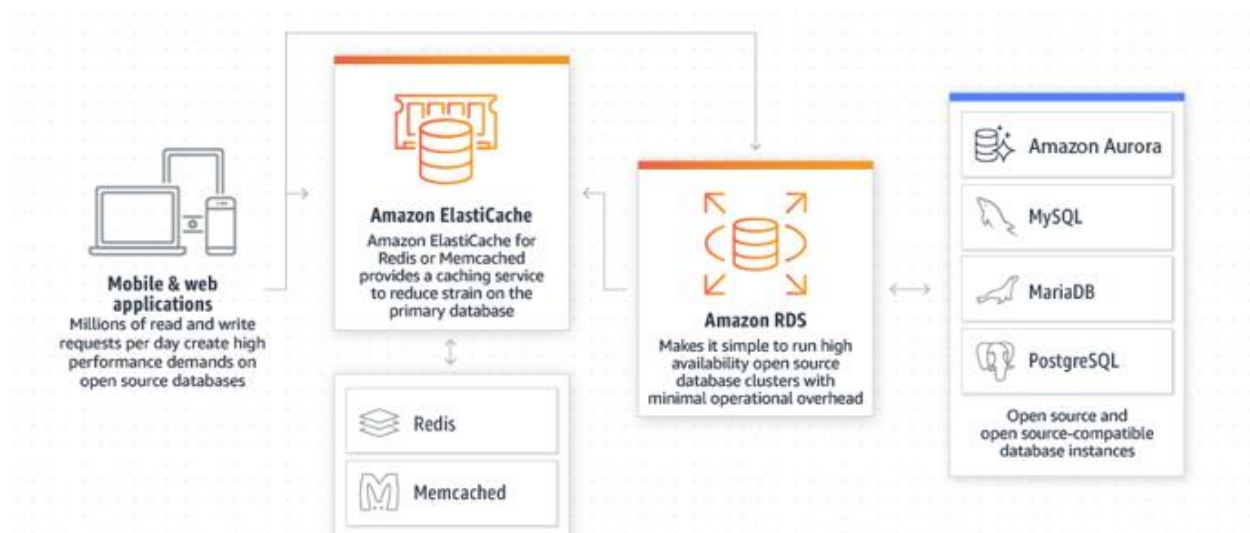 Mobile & web
applications
Millions of read and write
requests per day create high
performance demands on
open source databases
Amazon ElastiCache
Amazon ElastiCache for
Redis or Memcached
provides a caching service
to reduce strain on the
primary database
Redis
Memcached
Amazon RDS
Makes it simple to run high
availability open source
database clusters with
minimal operational overhead
Amazon Aurora
MySQL
MariaDB
PostgreSQL
Open source and
open source-compatible
database instances